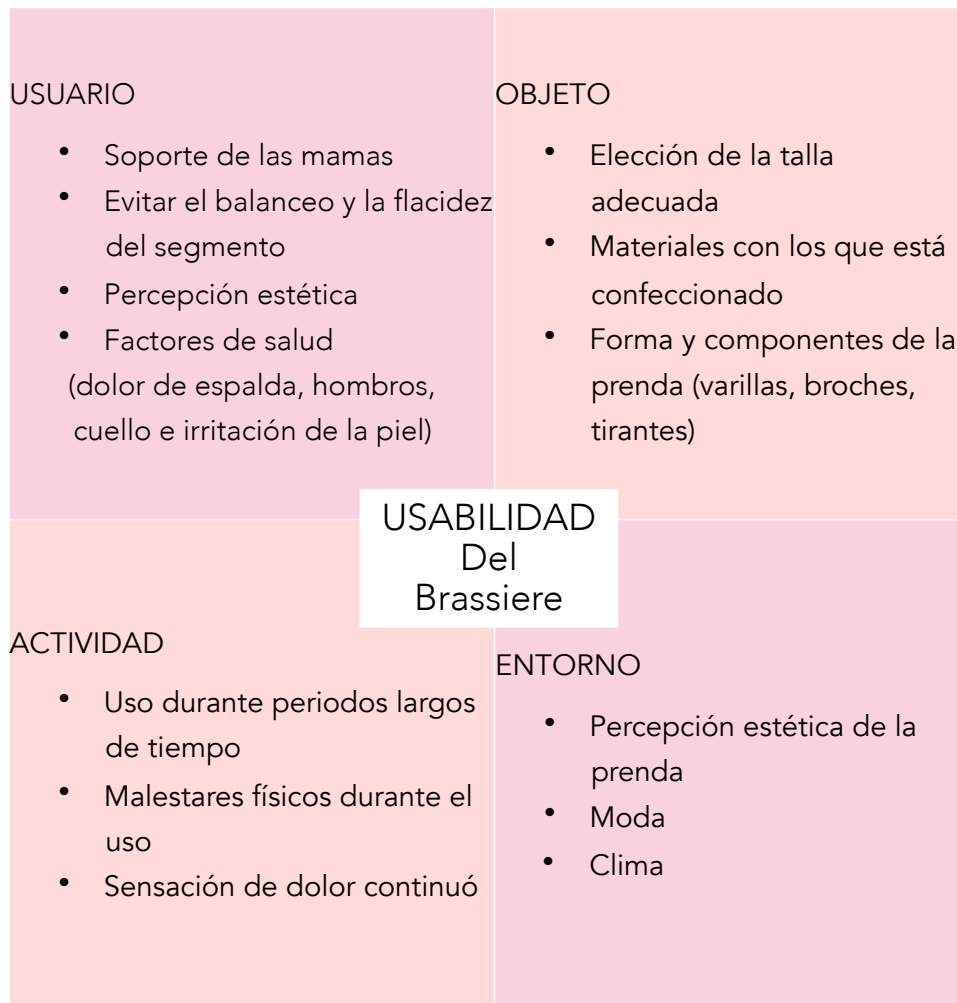 USUARIO
• Soporte de las mamas
• Evitar el balanceo y la flacidez
del segmento
• Percepción estética
• Factores de salud
(dolor de espalda, hombros,
cuello e irritación de la piel)
OBJETO
• Elección de la talla
adecuada
• Materiales con los que está
confeccionado
• Forma y componentes de la
prenda (varillas, broches,
tirantes)
USABILIDAD
Del
Brassiere
ACTIVIDAD
• Uso durante periodos largos
de tiempo
• Malestares físicos durante el
uso
• Sensación de dolor continuó
ENTORNO
• Percepción estética de la
prenda
• Moda
• Clima